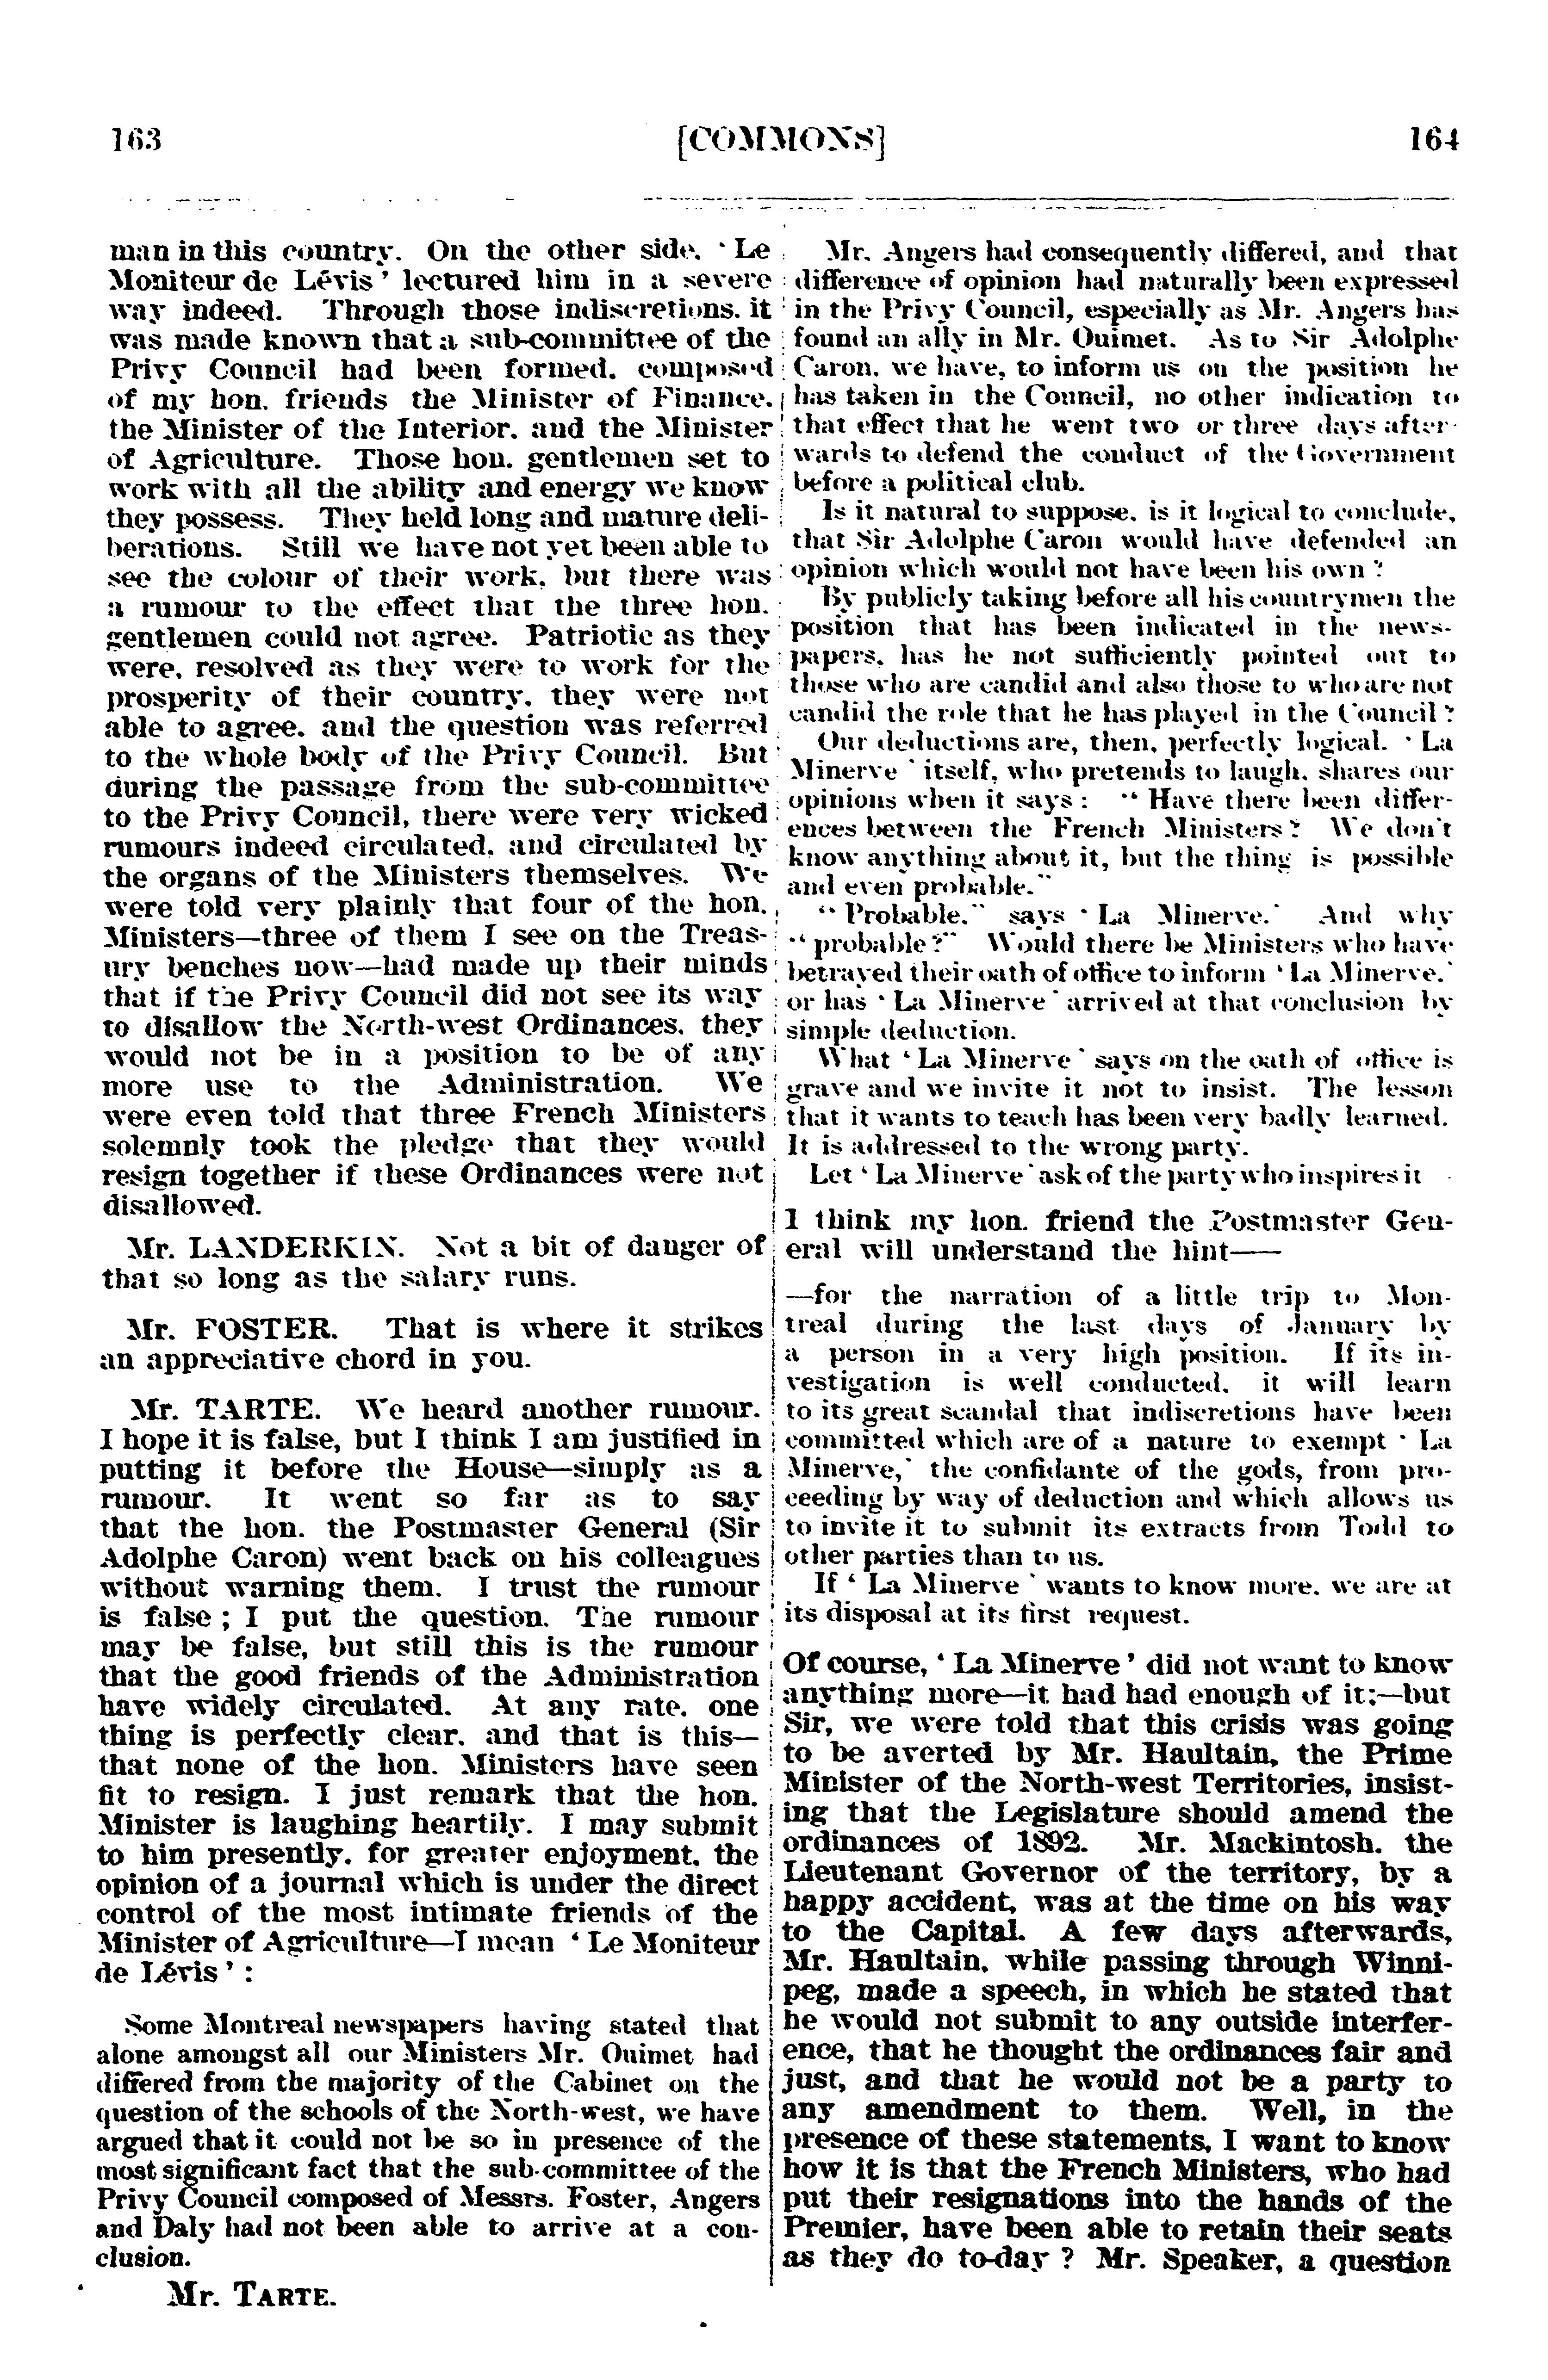 163
[COMMONS]
164
man in this country. On the other side, ' Le
Moniteur de Lévis ' lectured him in a severe
way indeed. Through those indiscretions, it
was made known that a sub-committee of the
Privy Council had been formed, composed
of my hon. friends the Minister of Finance,
the Minister of the Interior, and the Minister
of Agriculture. Those hon. gentlemen set to
work with all the ability and energy we know
they possess. They held long and mature deli-
berations. Still we have not yet been able to
see the colour of their work, but there was
a rumour to the effect that the three hon.
gentlemen could not agree. Patriotic as they
were, resolved as they were to work for the
prosperity of their country, they were not
able to agree, and the question was referred
to the whole body of the Privy Council. But
during the passage from the sub-committee
to the Privy Council, there were very wicked
rumours indeed circulated, and circulated by
the organs of the Ministers themselves. We
were told very plainly that four of the hon.
Ministers—three of them I see on the Treas-
ury benches now—had made up their minds
that if the Privy Council did not see its way
to disallow the North-west Ordinances, they
would not be in a position to be of any
more use to the Administration. We
were even told that three French Ministers
solemnly took the pledge that they would
resign together if these Ordinances were not
disallowed.
Mr. LANDERKIN. Not a bit of danger of
that so long as the salary runs.
Mr. FOSTER. That is where it strikes
an appreciative chord in you.
Mr. TARTE. We heard another rumour.
I hope it is false, but I think I am justified in
putting it before the House—simply as a
rumour. It went so far as to say
that the hon. the Postmaster General (Sir
Adolphe Caron) went back on his colleagues
without warning them. I trust the rumour
is false ; I put the question. The rumour
may be false, but still this is the rumour
that the good friends of the Administration
have widely circulated. At any rate, one
thing is perfectly clear, and that is this—
that none of the hon. Ministers have seen
fit to resign. I just remark that the hon.
Minister is laughing heartily. I may submit
to him presently, for greater enjoyment, the
opinion of a journal which is under the direct
control of the most intimate friends of the
Minister of Agriculture—I mean ' Le Moniteur
de Lévis ' :
Some Montreal newspapers having stated that
alone amongst all our Ministers Mr. Ouimet had
differed from the majority of the Cabinet on the
question of the schools of the North-west, we have
argued that it could not be so in presence of the
most significant fact that the sub-committee of the
Privy Council composed of Messrs. Foster, Angers
and Daly had not been able to arrive at a con-
clusion.
Mr. TARTE.
Mr. Angers had consequently differed, and that
difference of opinion had naturally been expressed
in the Privy Council, especially as Mr. Angers has
found an ally in Mr. Ouimet. As to Sir Adolphe
Caron, we have, to inform us on the position he
has taken in the Council, no other indication to
that effect that he went two or three days after-
wards to defend the conduct of the Government
before a political club.
Is it natural to suppose, is it logical to conclude,
that Sir Adolphe Caron would have defended an
opinion which would not have been his own ?
By publicly taking before all his countrymen the
position that has been indicated in the news-
papers, has he not sufficiently pointed out to
those who are candid and also those to who are not
candid the role that he has played in the Council ?
Our deductions are, then, perfectly logical. ' La
Minerve ' itself, who pretends to laugh, shares our
opinions when it says : " Have there been differ-
ences between the French Ministers ? We don't
know anything about it, but the thing is possible
and even probable."
" Probable," says ' La Minerve.' And why
" probable ?" Would there be Ministers who have
betrayed their oath of office to inform ' La Minerve,'
or has ' La Minerve ' arrived at that conclusion by
simple deduction.
What ' La Minerve ' says on the oath of office is
grave and we invite it not to insist. The lesson
that it wants to teach has been very badly learned.
It is addressed to the wrong party.
Let ' La Minerve ' ask of the party who inspires it
I think my hon. friend the Postmaster Gen-
eral will understand the hint——
—for the narration of a little trip to Mon-
treal during the last days of January by
a person in a very high position. If its in-
vestigation is well conducted, it will learn
to its great scandal that indiscretions have been
committed which are of a nature to exempt ' La
Minerve,' the confidante of the gods, from pro-
ceeding by way of deduction and which allows us
to invite it to submit its extracts from Todd to
other parties than to us.
If ' La Minerve ' wants to know more, we are at
its disposal at its first request.
Of course, ' La Minerve ' did not want to know
anything more—it had had enough of it;—but
Sir, we were told that this crisis was going
to be averted by Mr. Haultain, the Prime
Minister of the North-west Territories, insist-
ing that the Legislature should amend the
ordinances of 1892. Mr. Mackintosh, the
Lieutenant Governor of the territory, by a
happy accident, was at the time on his way
to the Capital. A few days afterwards,
Mr. Haultain, while passing through Winni-
peg, made a speech, in which he stated that
he would not submit to any outside interfer-
ence, that he thought the ordinances fair and
just, and that he would not be a party to
any amendment to them. Well, in the
presence of these statements, I want to know
how it is that the French Ministers, who had
put their resignations into the hands of the
Premier, have been able to retain their seats
as they do to-day ? Mr. Speaker, a question